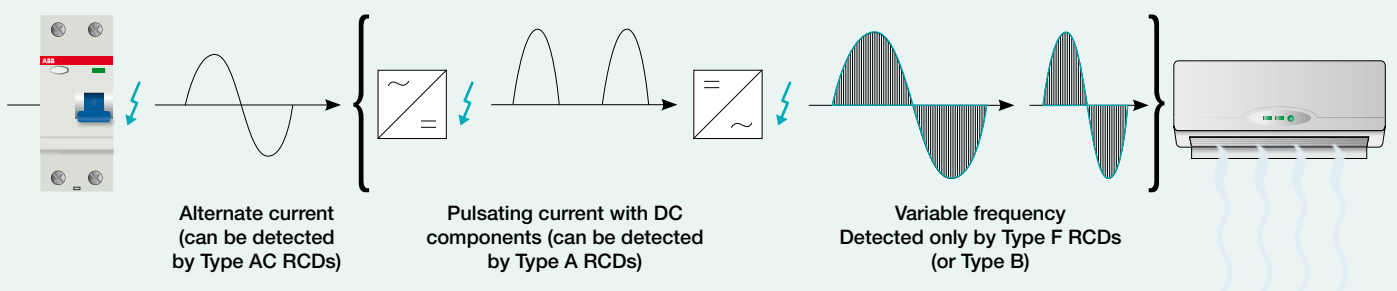 ABB
Alternate current
(can be detected
by Type AC RCDs)
Pulsating current with DC
components (can be detected
by Type A RCDs)
Variable frequency
Detected only by Type F RCDs
(or Type B)